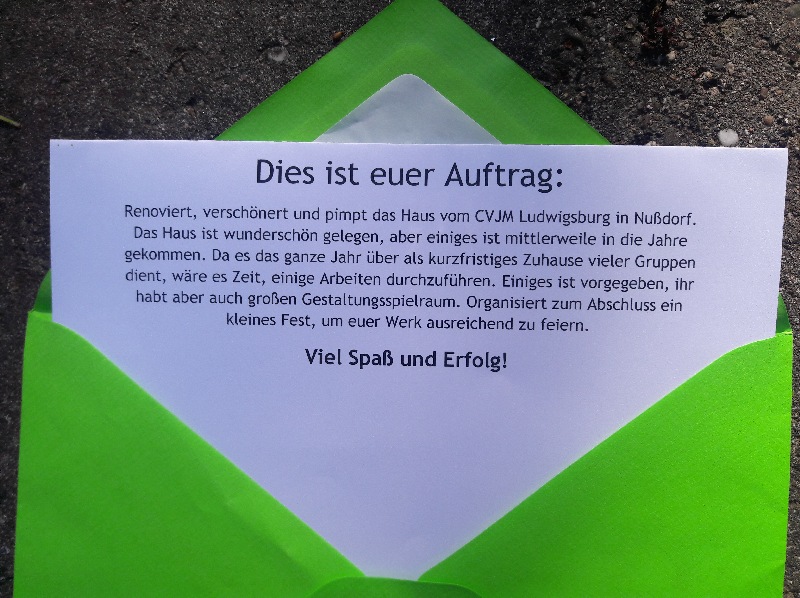 Dies ist euer Auftrag:
Renoviert, verschönert und pimpt das Haus vom CVJM Ludwigsburg in Nußdorf.
Das Haus ist wunderschön gelegen, aber einiges ist mittlerweile in die Jahre
gekommen. Da es das ganze Jahr über als kurzfristiges Zuhause vieler Gruppen
dient, wäre es Zeit, einige Arbeiten durchzuführen. Einiges ist vorgegeben, ihr
habt aber auch großen Gestaltungsspielraum. Organisiert zum Abschluss ein
kleines Fest, um euer Werk ausreichend zu feiern.
Viel Spaß und Erfolg!